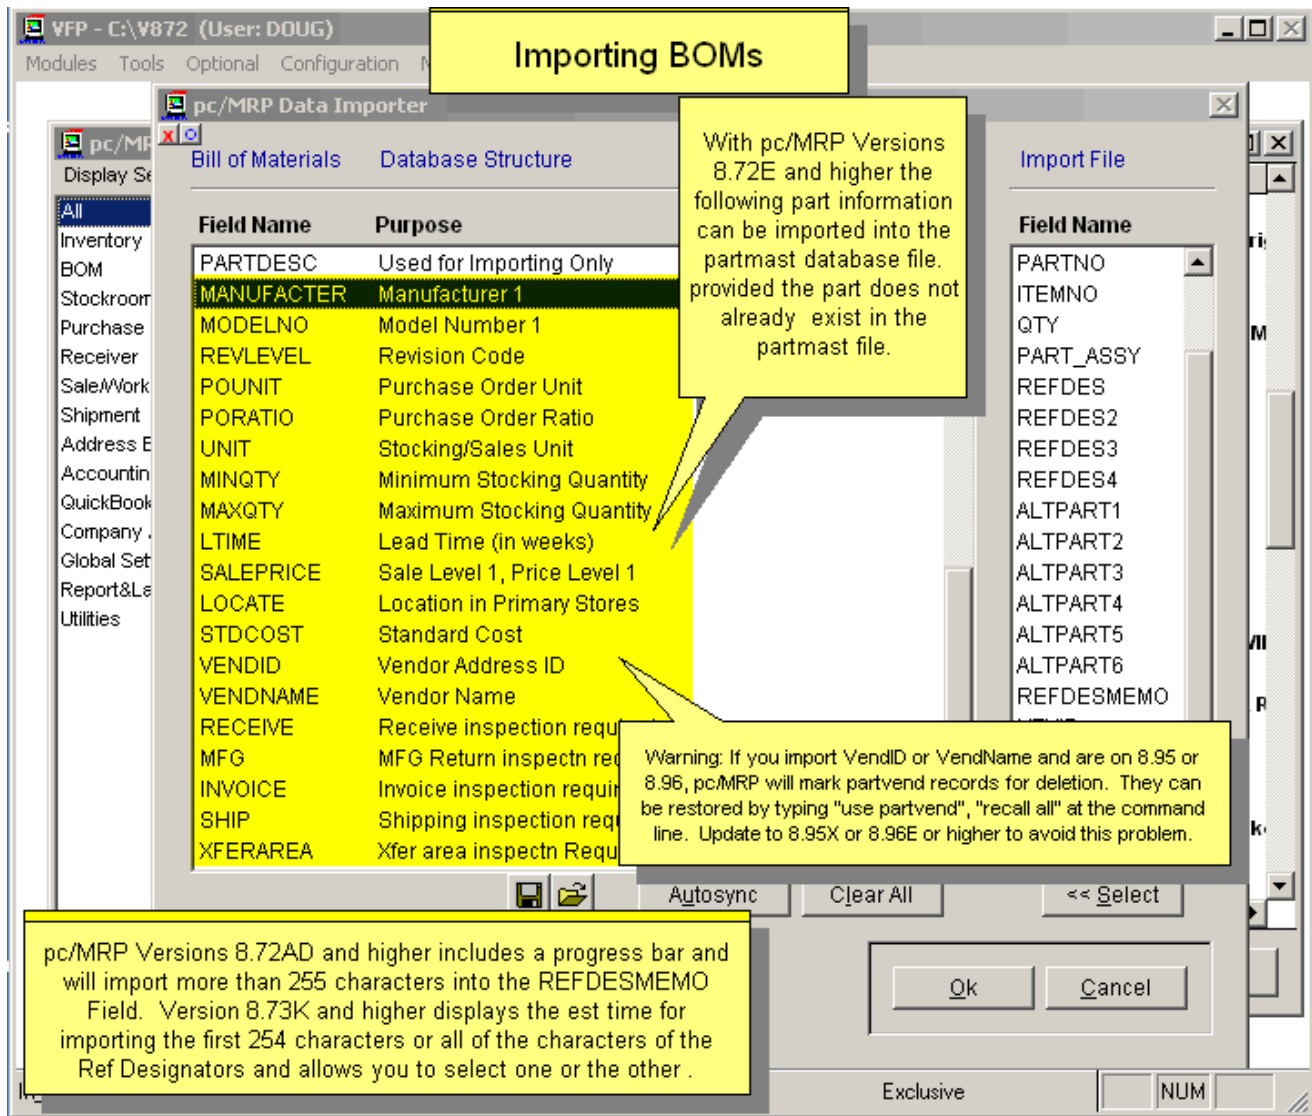 VFP - C:\V872 (User: DOUG)
Importing BOMs
Modules Tools Optional Configuration
pc/MRP Data Importer
Bill of Materials Database Structure
Import File
Field Name Purpose
Field Name
PARTDESC Used for Importing Only
MANUFACTER Manufacturer 1
MODELNO Model Number 1
REVLEVEL Revision Code
POUNIT Purchase Order Unit
PORATIO Purchase Order Ratio
UNIT Stocking/Sales Unit
MINQTY Minimum Stocking Quantity
MAXQTY Maximum Stocking Quantity
LTIME Lead Time (in weeks)
SALEPRICE Sale Level 1, Price Level 1
LOCATE Location in Primary Stores
STDCOST Standard Cost
VENDID Vendor Address ID
VENDNAME Vendor Name
RECEIVE Receive inspection requ
MFG MFG Return inspectn re
INVOICE Invoice inspection requi
SHIP Shipping inspection req
XFERAREA Xfer area inspectn Requ
With pc/MRP Versions
8.72E and higher the
following part information
can be imported into the
partmast database file.
provided the part does not
already exist in the
partmast file.
PARTNO
ITEMNO
QTY
PART_ASSY
REFDES
REFDES2
REFDES3
REFDES4
ALTPART1
ALTPART2
ALTPART3
ALTPART4
ALTPART5
ALTPART6
REFDESMEMO
pc/MR
Display Se
All
Inventory
BOM
Stockroom
Purchase
Receiver
Sale/Work
Shipment
Address E
Accountin
QuickBook
Company
Global Set
Report&La
Utilities
Warning: If you import VendID or VendName and are on 8.95 or
8.96, pc/MRP will mark partvend records for deletion. They can
be restored by typing "use partvend", "recall all" at the command
line. Update to 8.95X or 8.96E or higher to avoid this problem.
Autosync Clear All << Select
pc/MRP Versions 8.72AD and higher includes a progress bar and
will import more than 255 characters into the REFDESMEMO
Field. Version 8.73K and higher displays the est time for
importing the first 254 characters or all of the characters of the
Ref Designators and allows you to select one or the other .
Ok Cancel
Exclusive NUM